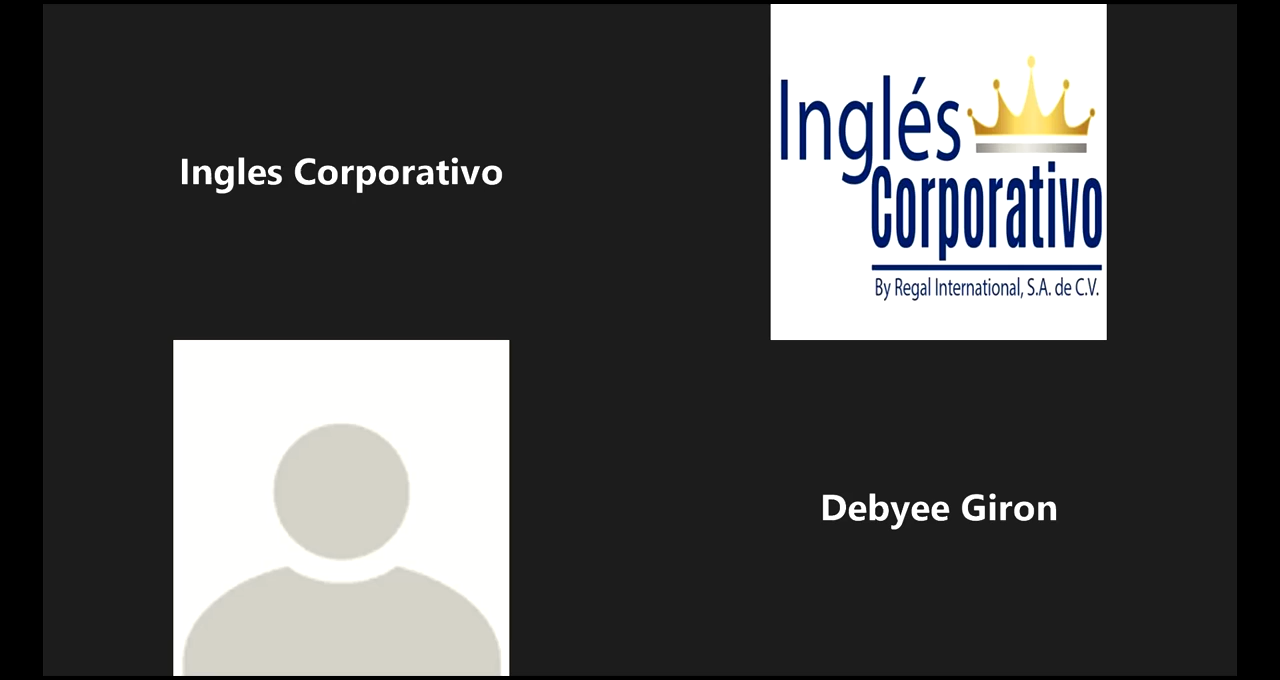 Ingles Corporativo
Inglés
Corporativo
By Regal International, S.A. de C.V.
Debyee Giron